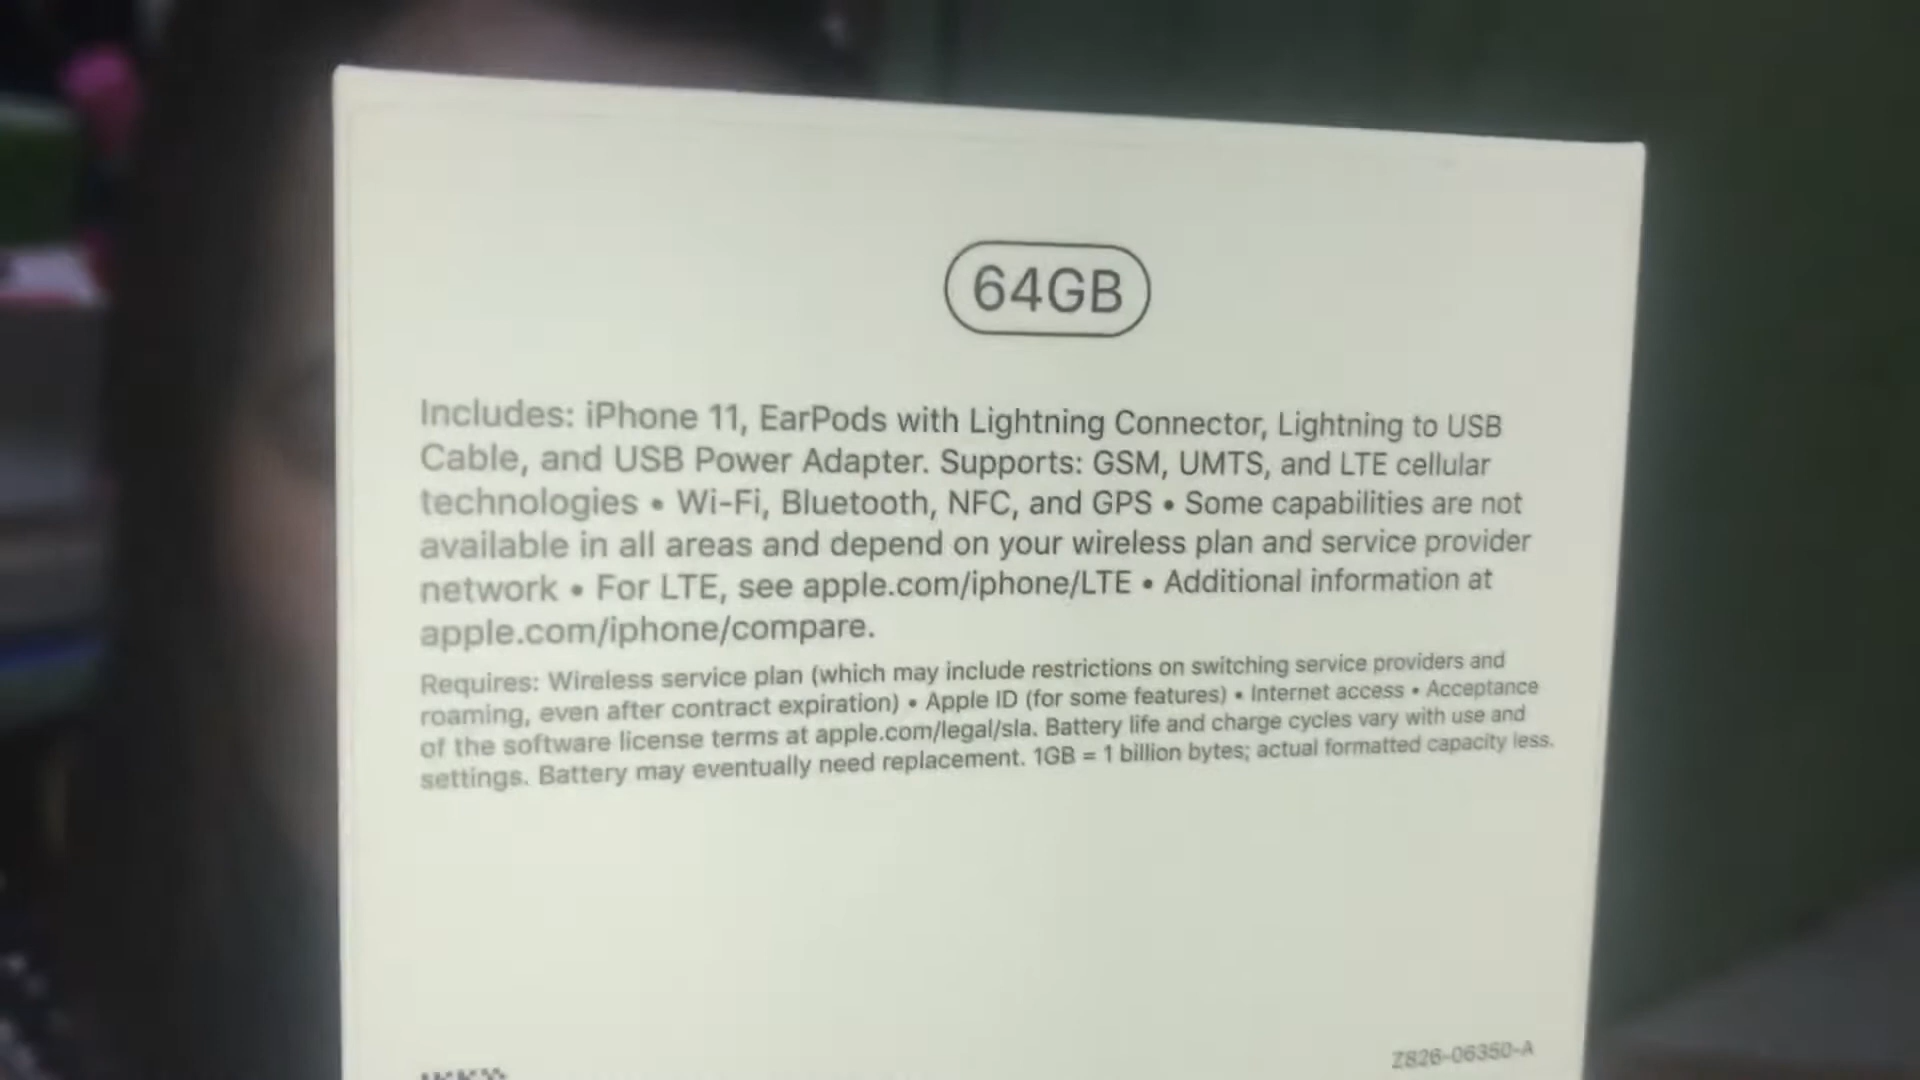 64GB
Includes: iPhone 11, EarPods with Lightning Connector, Lightning to USB
Cable, and USB Power Adapter. Supports: GSM, UMTS, and LTE cellular
technologies • Wi-Fi, Bluetooth, NFC, and GPS • Some capabilities are not
available in all areas and depend on your wireless plan and service provider
network • For LTE, see apple.com/iphone/LTE • Additional information at
apple.com/iphone/compare.
Requires: Wireless service plan (which may include restrictions on switching service providers and
roaming, even after contract expiration) • Apple ID (for some features) • Internet access • Acceptance
of the software license terms at apple.com/legal/sla. Battery life and charge cycles vary with use and
settings. Battery may eventually need replacement. 1GB = 1 billion bytes; actual formatted capacity less.
Z826-06350-A